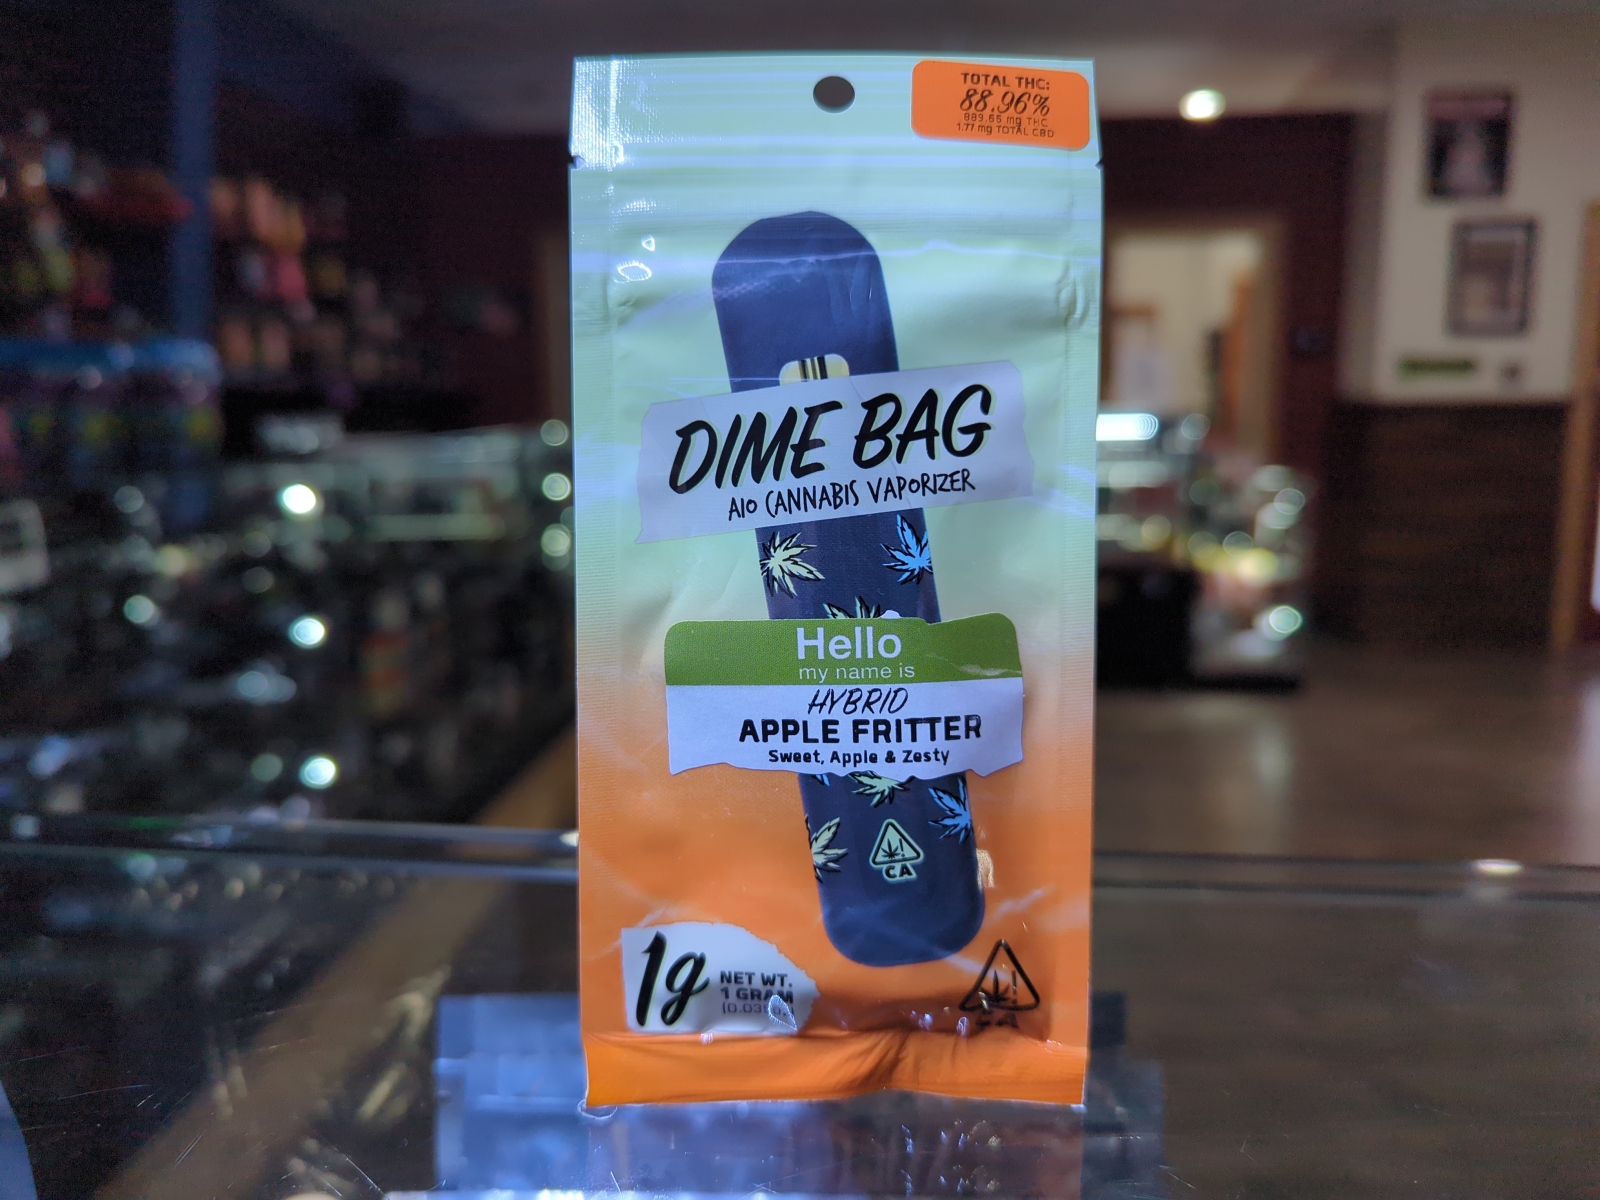 TOTAL THC:
88.96%
889.55 mg THC
1.77 mg TOTAL CBD
DIME BAG
AIO CANNABIS VAPORIZER
Hello
my name is
HYBRID
APPLE FRITTER
Sweet, Apple & Zesty
CA
1g
NET WT.
1 GRAM